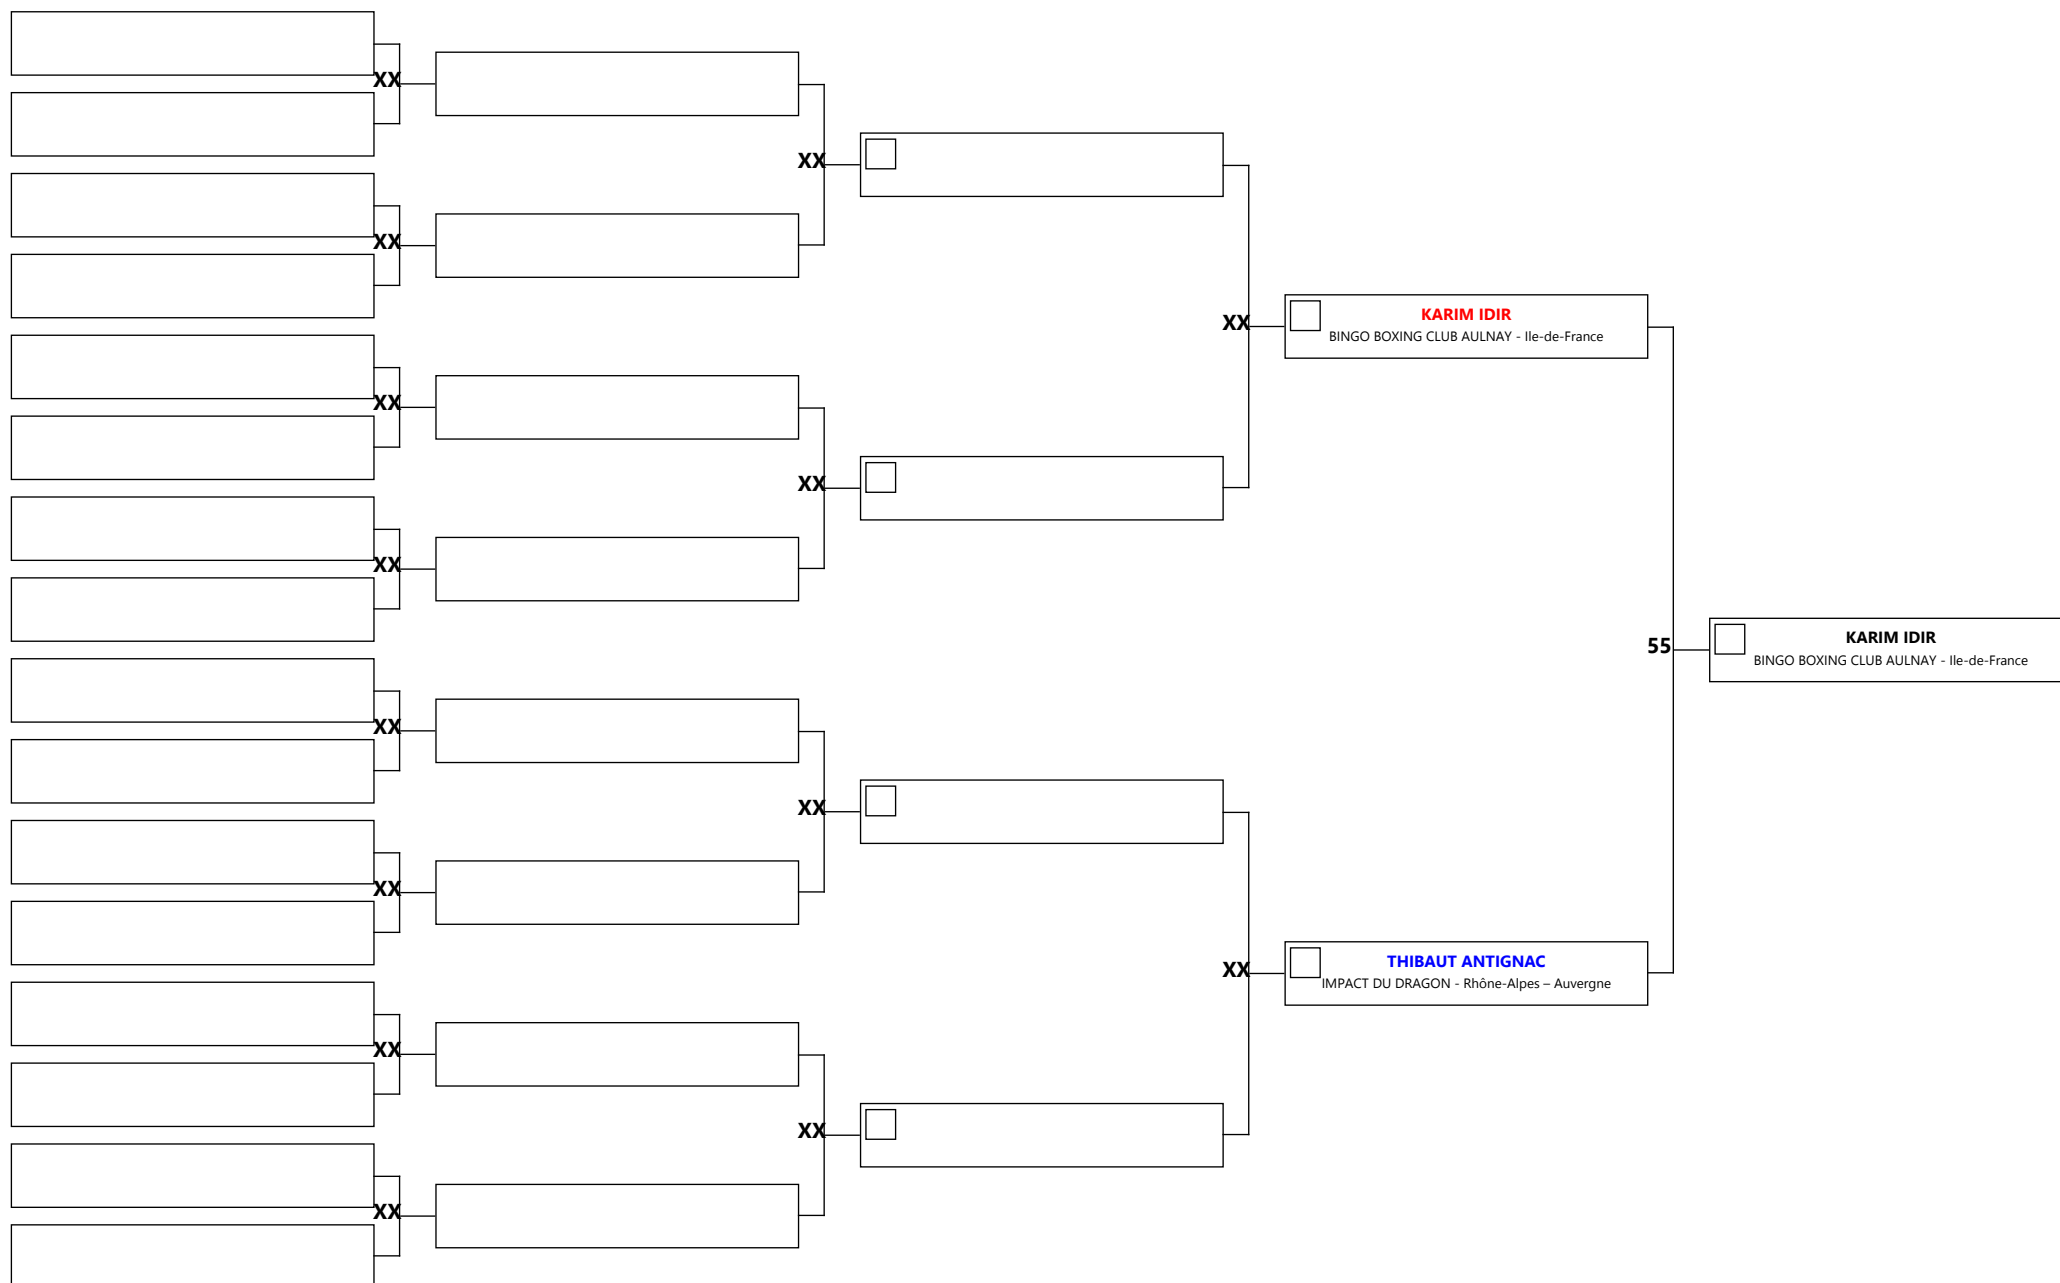 XX
XX
XX
XX
XX
XX
XX
XX
XX
XX
XX
XX
XX
XX
KARIM IDIR
BINGO BOXING CLUB AULNAY - Ile-de-France
THIBAUT ANTIGNAC
IMPACT DU DRAGON - Rhône-Alpes – Auvergne
55
KARIM IDIR
BINGO BOXING CLUB AULNAY - Ile-de-France